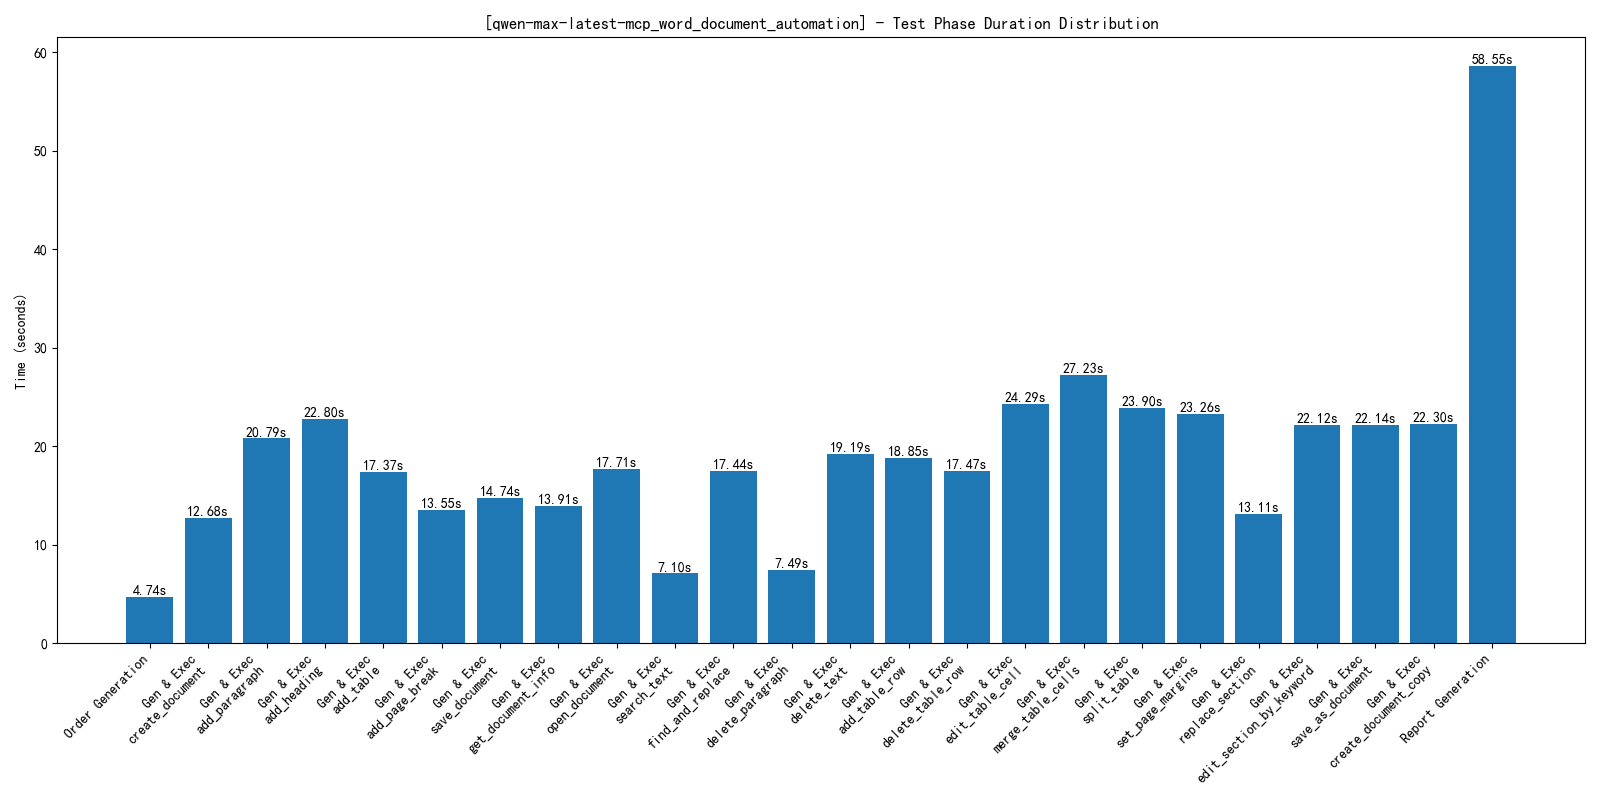 [qwen-max-latest-mcp_word_document_automation] - Test Phase Duration Distribution
Time (seconds)
60
50
40
30
20
10
0
4.74s
12.68s
20.79s
22.80s
17.37s
13.55s
14.74s
13.91s
17.71s
7.10s
17.44s
7.49s
19.19s
18.85s
17.47s
24.29s
27.23s
23.90s
23.26s
13.11s
22.12s
22.14s
22.30s
58.55s
Order Generation
Gen & Exec
create_document
Gen & Exec
add_paragraph
Gen & Exec
add_heading
Gen & Exec
add_table
Gen & Exec
add_page_break
Gen & Exec
save_document
Gen & Exec
get_document_info
Gen & Exec
open_document
Gen & Exec
search_text
Gen & Exec
find_and_replace
Gen & Exec
delete_paragraph
Gen & Exec
delete_text
Gen & Exec
add_table_row
Gen & Exec
delete_table_row
Gen & Exec
edit_table_cell
Gen & Exec
merge_table_cells
Gen & Exec
split_table
Gen & Exec
set_page_margins
Gen & Exec
replace_section
Gen & Exec
edit_section_by_keyword
Gen & Exec
save_as_document
Gen & Exec
create_document_copy
Report Generation